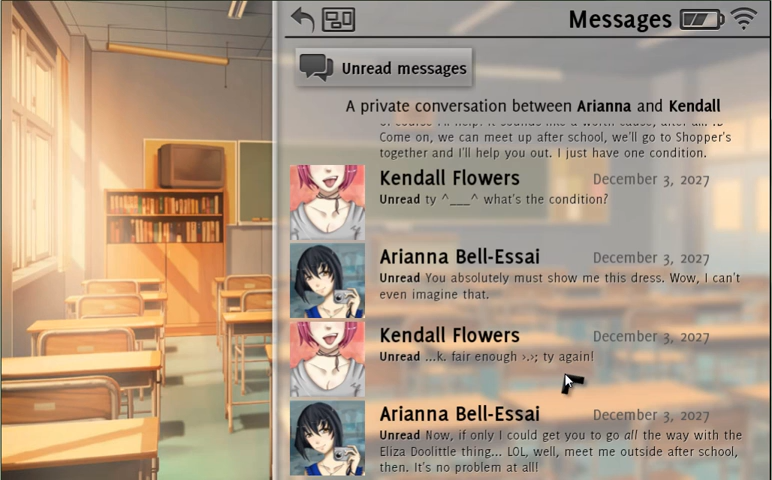 Messages
Unread messages
A private conversation between Arianna and Kendall
Come on, we can meet up after school, we'll go to Shopper's
together and I'll help you out. I just have one condition.
Kendall Flowers December 3, 2027
Unread ty ^___^ what's the condition?
Arianna Bell-Essai December 3, 2027
Unread You absolutely must show me this dress. Wow, I can't
even imagine that.
Kendall Flowers December 3, 2027
Unread ...k. fair enough >.>; ty again!
Arianna Bell-Essai December 3, 2027
Unread Now, if only I could get you to go all the way with the
Eliza Doolittle thing... LOL, well, meet me outside after school,
then. It's no problem at all!